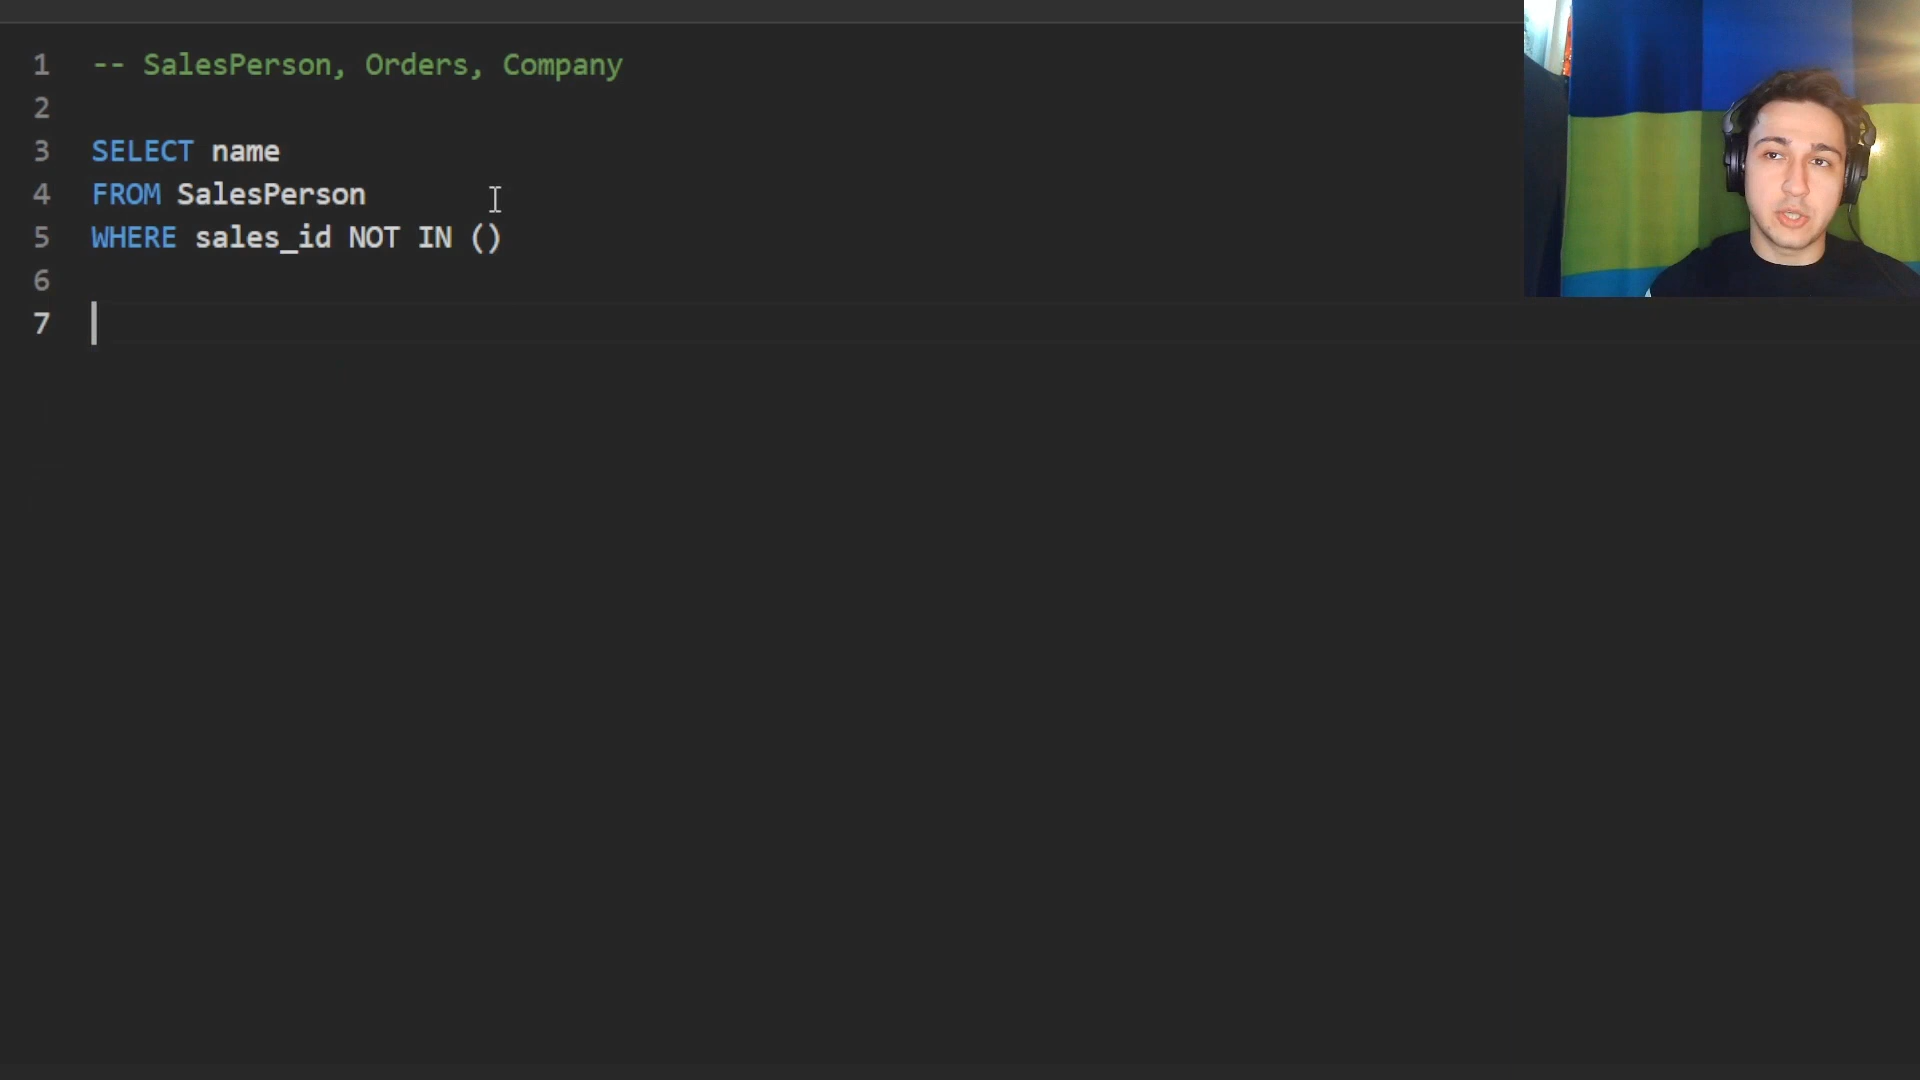 1 -- SalesPerson, Orders, Company
2
3 SELECT name
4 FROM SalesPerson
5 WHERE sales_id NOT IN ()
6
7